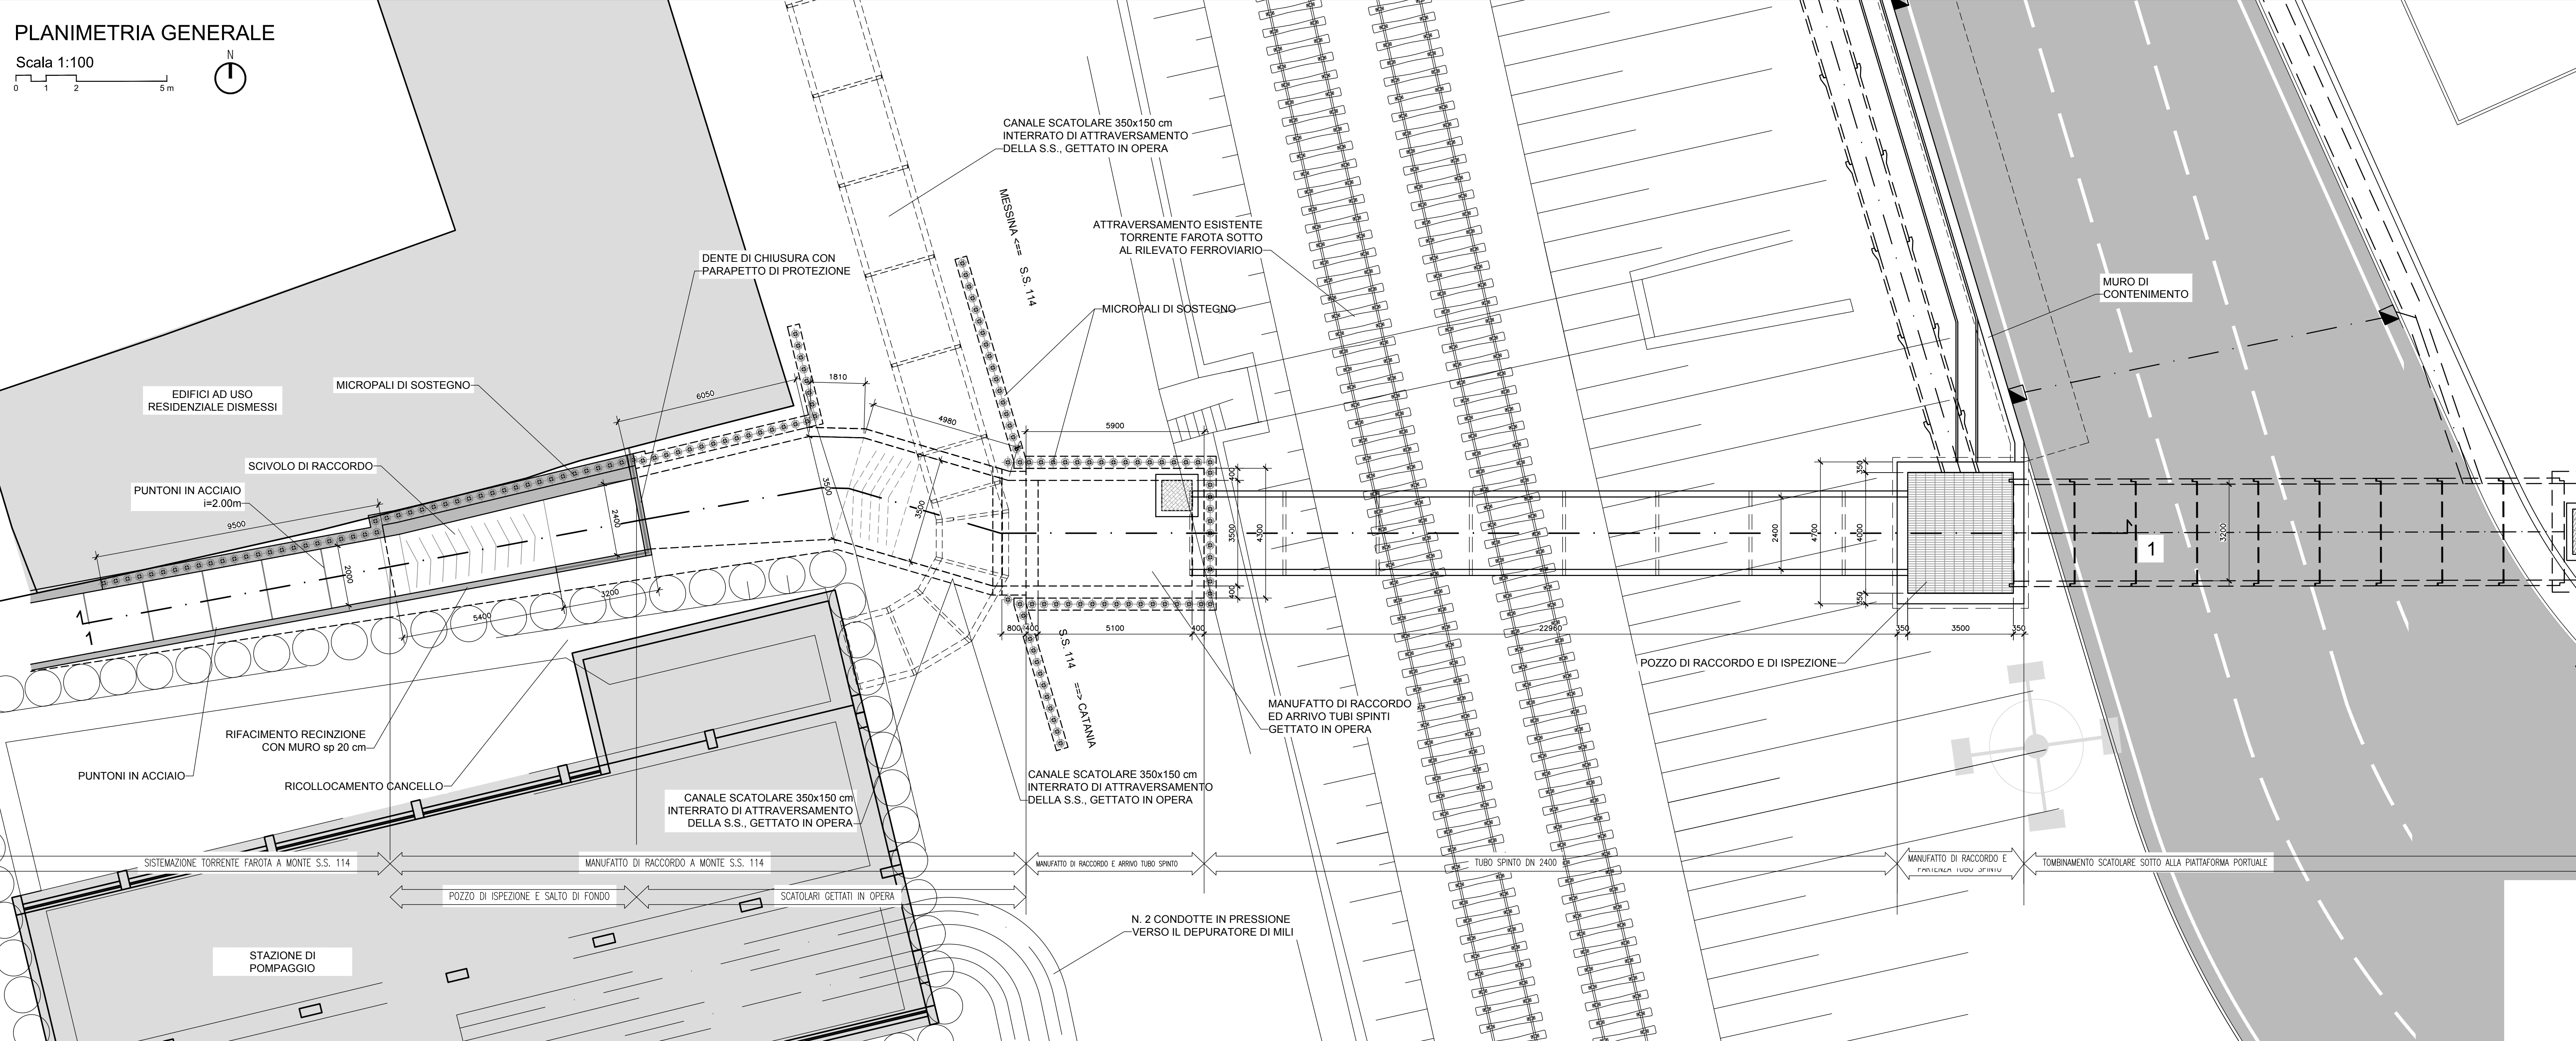 PLANIMETRIA GENERALE
Scala 1:100
0 1 2 5 m
N
CANALE SCATOLARE 350x150 cm
INTERRATO DI ATTRAVERSAMENTO
DELLA S.S., GETTATO IN OPERA
MESSINA <== S.S. 114
ATTRAVERSAMENTO ESISTENTE
TORRENTE FAROTA SOTTO
AL RILEVATO FERROVIARIO
DENTE DI CHIUSURA CON
PARAPETTO DI PROTEZIONE
MURO DI
CONTENIMENTO
MICROPALI DI SOSTEGNO
EDIFICI AD USO
RESIDENZIALE DISMESSI
MICROPALI DI SOSTEGNO
1810
6050
4980
5900
SCIVOLO DI RACCORDO
PUNTONI IN ACCIAIO
i=2.00m
9500
2400
3500
3500
2000
3200
5400
400
3500
4300
400
800
400
5100
400
22960
2400
4700
350
4000
350
350
3500
350
3200
1
1
1
1
S.S. 114 ==> CATANIA
POZZO DI RACCORDO E DI ISPEZIONE
MANUFATTO DI RACCORDO
ED ARRIVO TUBI SPINTI
GETTATO IN OPERA
RIFACIMENTO RECINZIONE
CON MURO sp 20 cm
PUNTONI IN ACCIAIO
RICOLLOCAMENTO CANCELLO
CANALE SCATOLARE 350x150 cm
INTERRATO DI ATTRAVERSAMENTO
DELLA S.S., GETTATO IN OPERA
CANALE SCATOLARE 350x150 cm
INTERRATO DI ATTRAVERSAMENTO
DELLA S.S., GETTATO IN OPERA
SISTEMAZIONE TORRENTE FAROTA A MONTE S.S. 114
MANUFATTO DI RACCORDO A MONTE S.S. 114
MANUFATTO DI RACCORDO E ARRIVO TUBO SPINTO
TUBO SPINTO DN 2400
MANUFATTO DI RACCORDO E
PARTENZA TUBO SPINTO
TOMBINAMENTO SCATOLARE SOTTO ALLA PIATTAFORMA PORTUALE
POZZO DI ISPEZIONE E SALTO DI FONDO
SCATOLARI GETTATI IN OPERA
N. 2 CONDOTTE IN PRESSIONE
VERSO IL DEPURATORE DI MILI
STAZIONE DI
POMPAGGIO